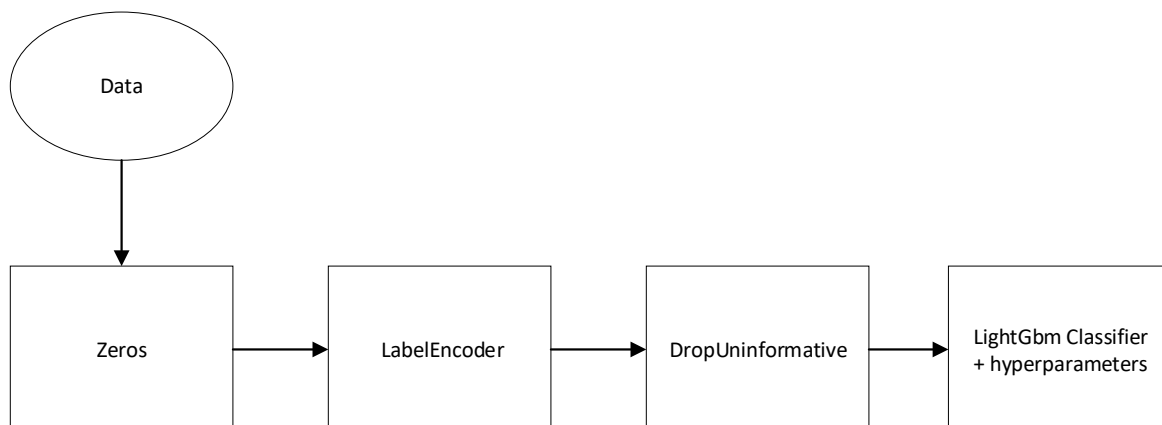 Data
Zeros
LabelEncoder
DropUninformative
LightGbm Classifier
+ hyperparameters